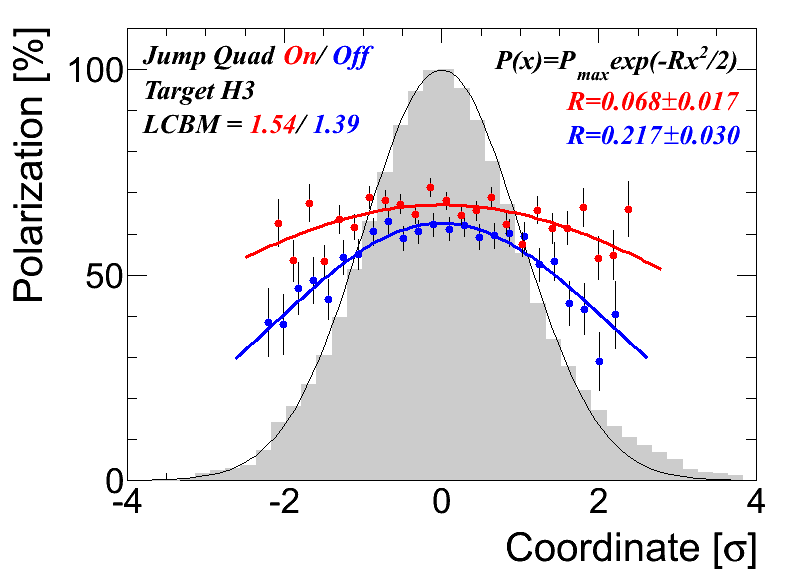 Polarization [%]
100
50
0
Jump Quad On/ Off
Target H3
LCBM = 1.54/ 1.39
P(x)=Pmaxexp(-Rx²/2)
R=0.068±0.017
R=0.217±0.030
-4 -2 0 2 4
Coordinate [σ]